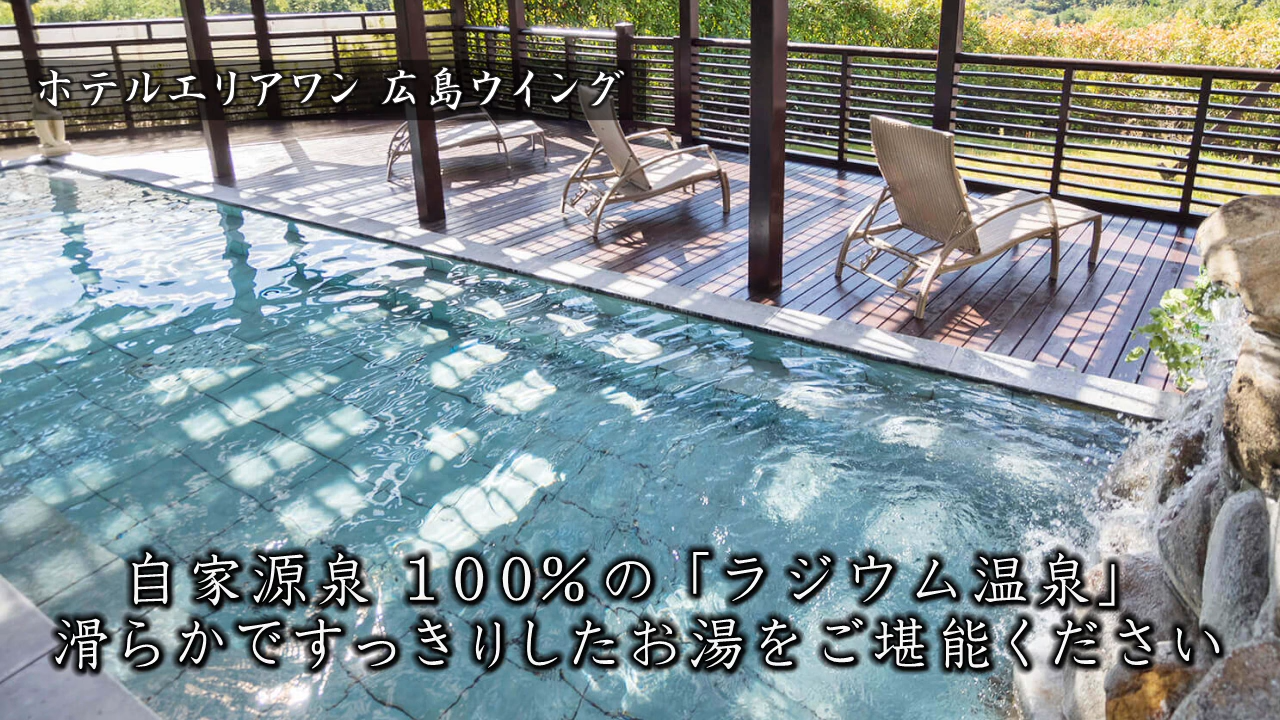 ホテルエリアワン 広島ウイング
自家源泉 100%の「ラジウム温泉」
滑らかですっきりしたお湯をご堪能ください